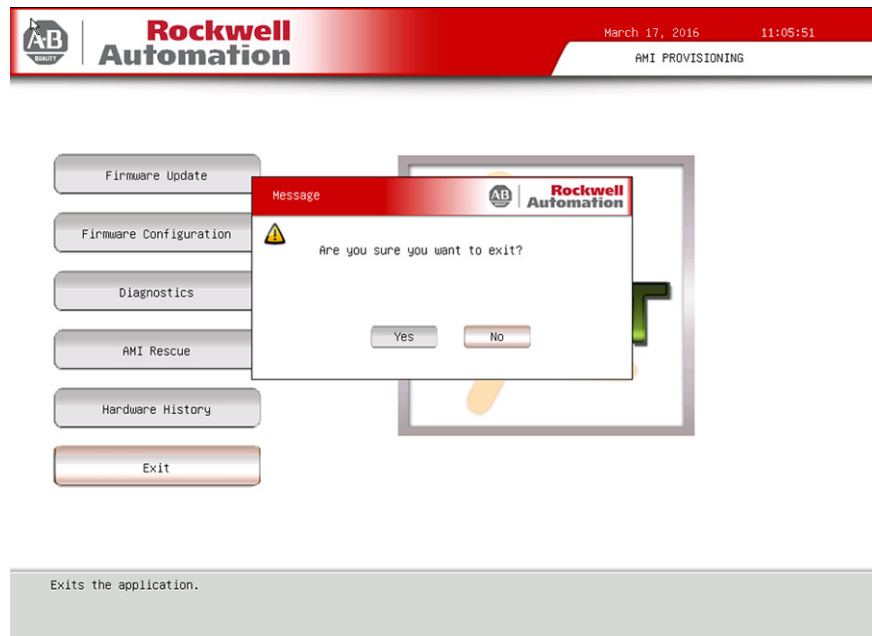 A·B
QUALITY
Rockwell
Automation
March 17, 2016 11:05:51
AMI PROVISIONING
Firmware Update
Firmware Configuration
Diagnostics
AMI Rescue
Hardware History
Exit
Message
AB
Rockwell
Automation
Are you sure you want to exit?
Yes No
T
Exits the application.